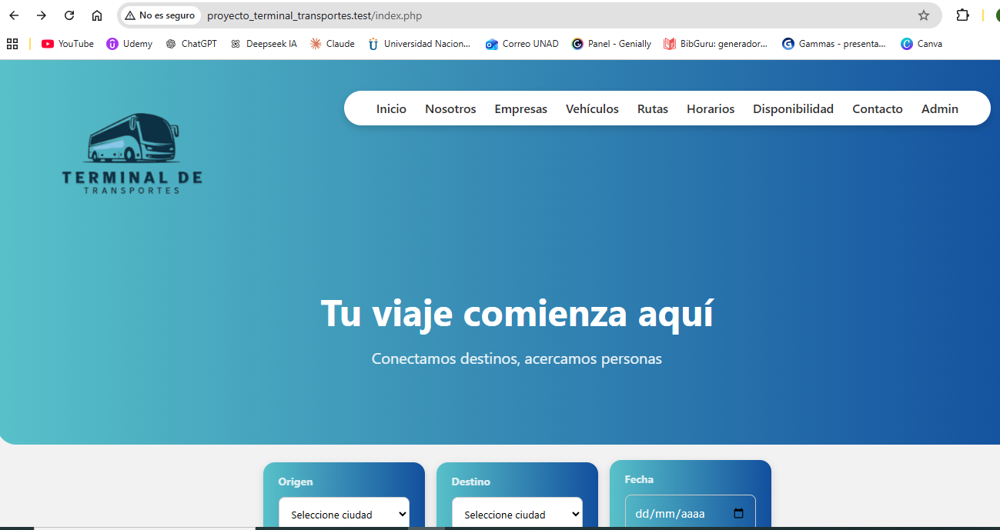 No es seguro proyecto_terminal_transportes.test/index.php
YouTube Udemy ChatGPT Deepseek IA Claude Universidad Nacion... Correo UNAD Panel - Genially BibGuru: generador... Gammas - presenta... Canva
Inicio Nosotros Empresas Vehículos Rutas Horarios Disponibilidad Contacto Admin
TERMINAL DE
TRANSPORTES
Tu viaje comienza aquí
Conectamos destinos, acercamos personas
Origen Destino Fecha
Seleccione ciudad Seleccione ciudad dd/mm/aaaa